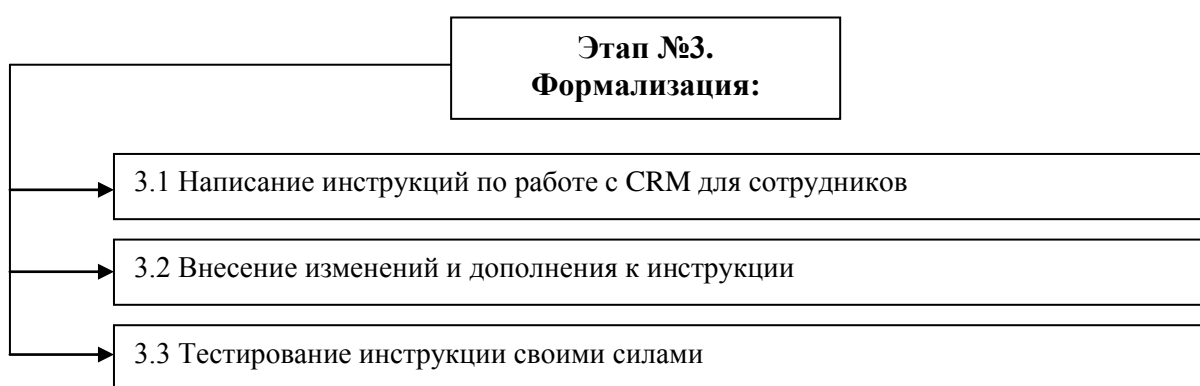 Этап №3.
Формализация:
3.1 Написание инструкций по работе с CRM для сотрудников
3.2 Внесение изменений и дополнения к инструкции
3.3 Тестирование инструкции своими силами